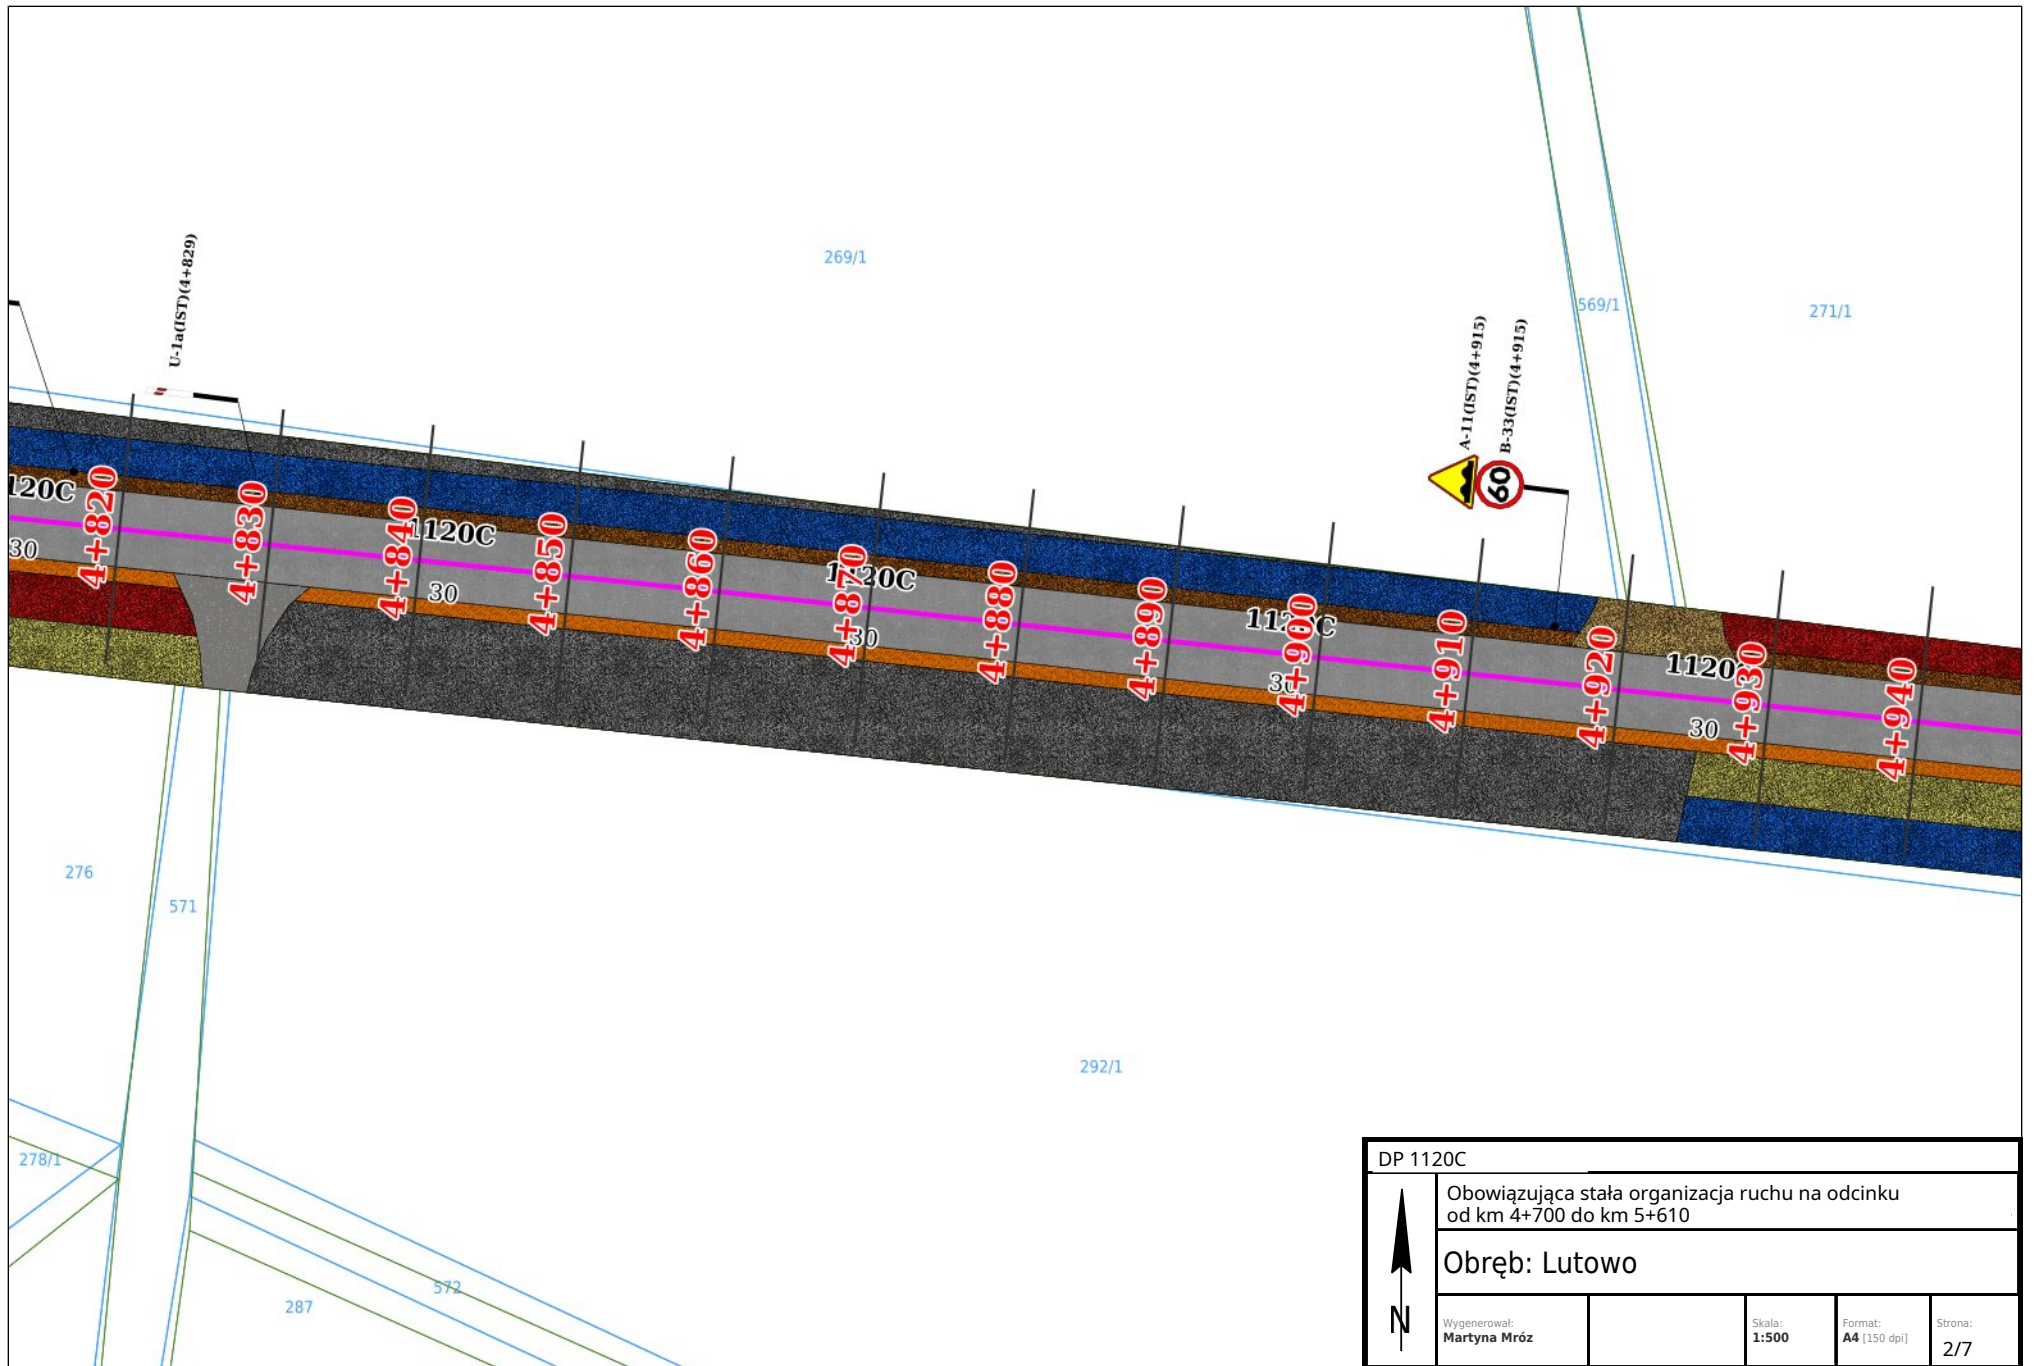 U-1a(IST)(4+829)
269/1
569/1
271/1
A-11(IST)(4+915)
B-33(IST)(4+915)
60
120C
1120C
1120C
30
30
30
30
4+820
4+830
4+840
4+850
4+860
4+870
4+880
4+890
4+900
4+910
4+920
4+930
4+940
276
571
292/1
278/1
572
287
DP 1120C
Obowiązująca stała organizacja ruchu na odcinku
od km 4+700 do km 5+610
Obręb: Lutowo
N
Wygenerował:
Martyna Mróz
Skala:
1:500
Format:
A4 [150 dpi]
Strona:
2/7